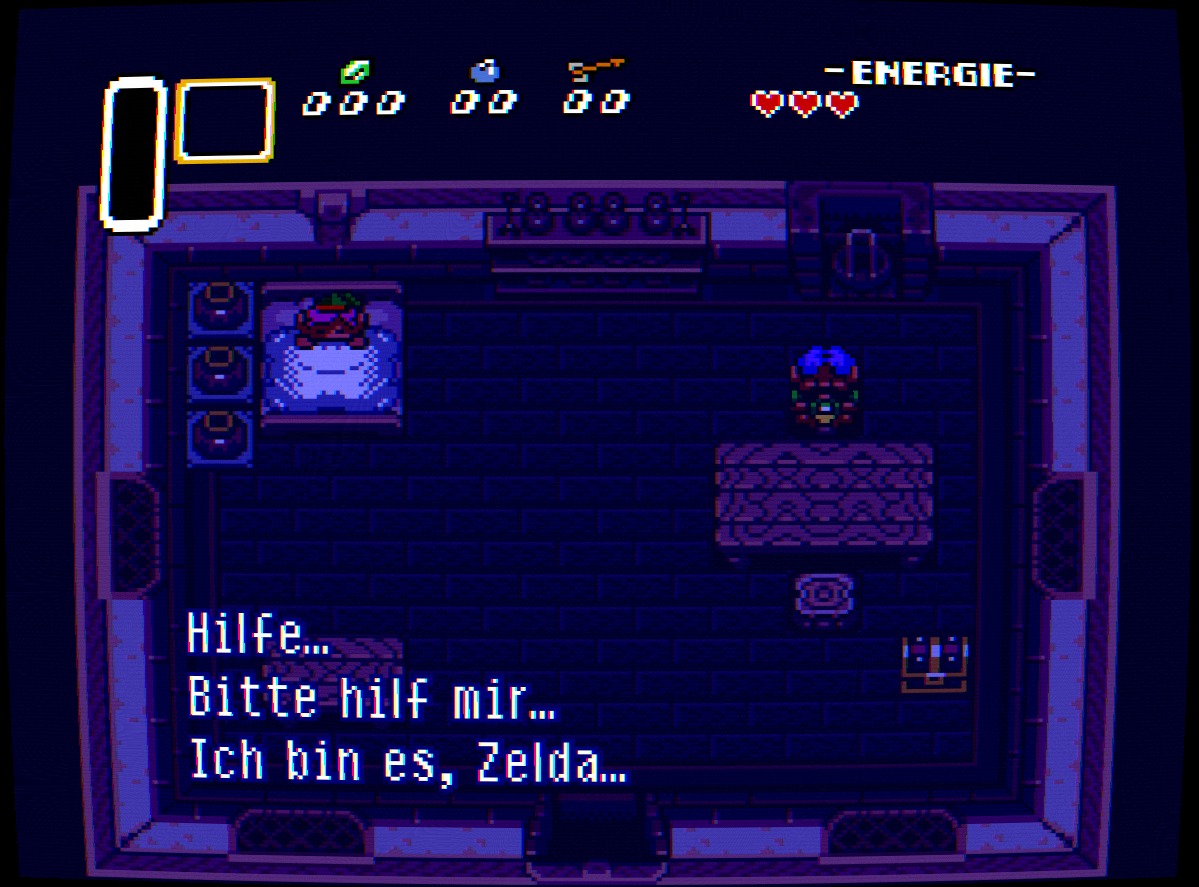 000 00 00 -ENERGIE-
Hilfe…
Bitte hilf mir…
Ich bin es, Zelda…